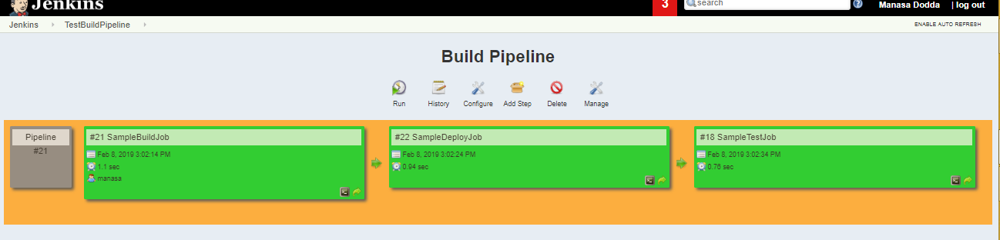 Jenkins
3
search
Manasa Dodda
| log out
Jenkins
TestBuildPipeline
ENABLE AUTO REFRESH
Build Pipeline
Run
History
Configure
Add Step
Delete
Manage
Pipeline
#21
#21 SampleBuildJob
Feb 8, 2019 3:02:14 PM
1.1 sec
manasa
#22 SampleDeployJob
Feb 8, 2019 3:02:24 PM
0.94 sec
#18 SampleTestJob
Feb 8, 2019 3:02:34 PM
0.76 sec